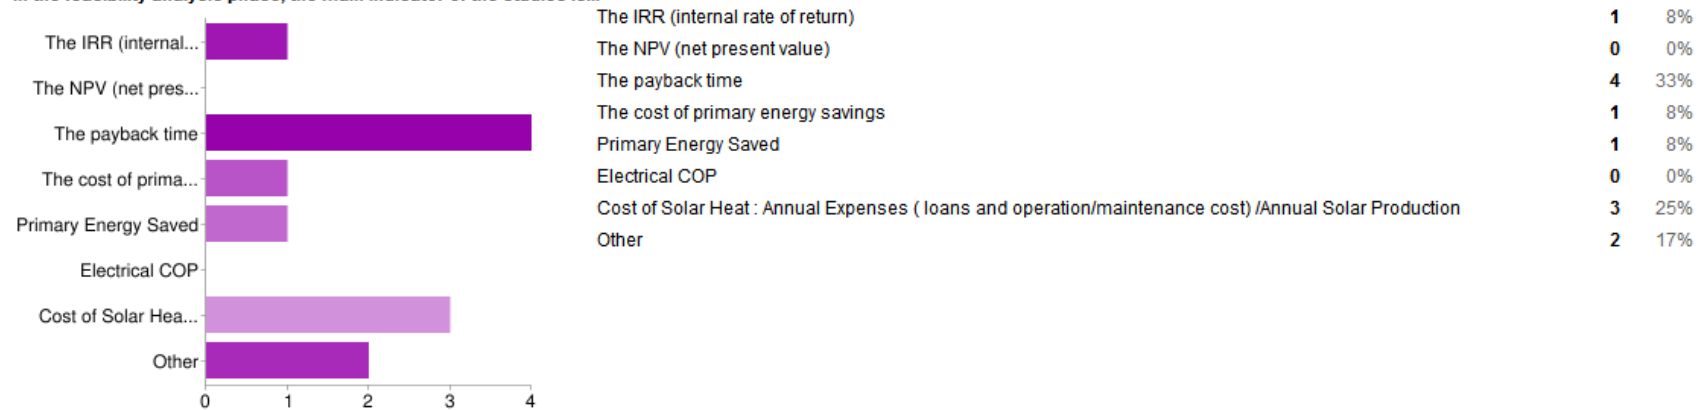 The IRR (internal... The IRR (internal rate of return) 1 8%
The NPV (net pres... The NPV (net present value) 0 0%
The payback time The payback time 4 33%
The cost of prima... The cost of primary energy savings 1 8%
Primary Energy Saved Primary Energy Saved 1 8%
Electrical COP Electrical COP 0 0%
Cost of Solar Hea... Cost of Solar Heat : Annual Expenses ( loans and operation/maintenance cost) /Annual Solar Production 3 25%
Other Other 2 17%
0 1 2 3 4